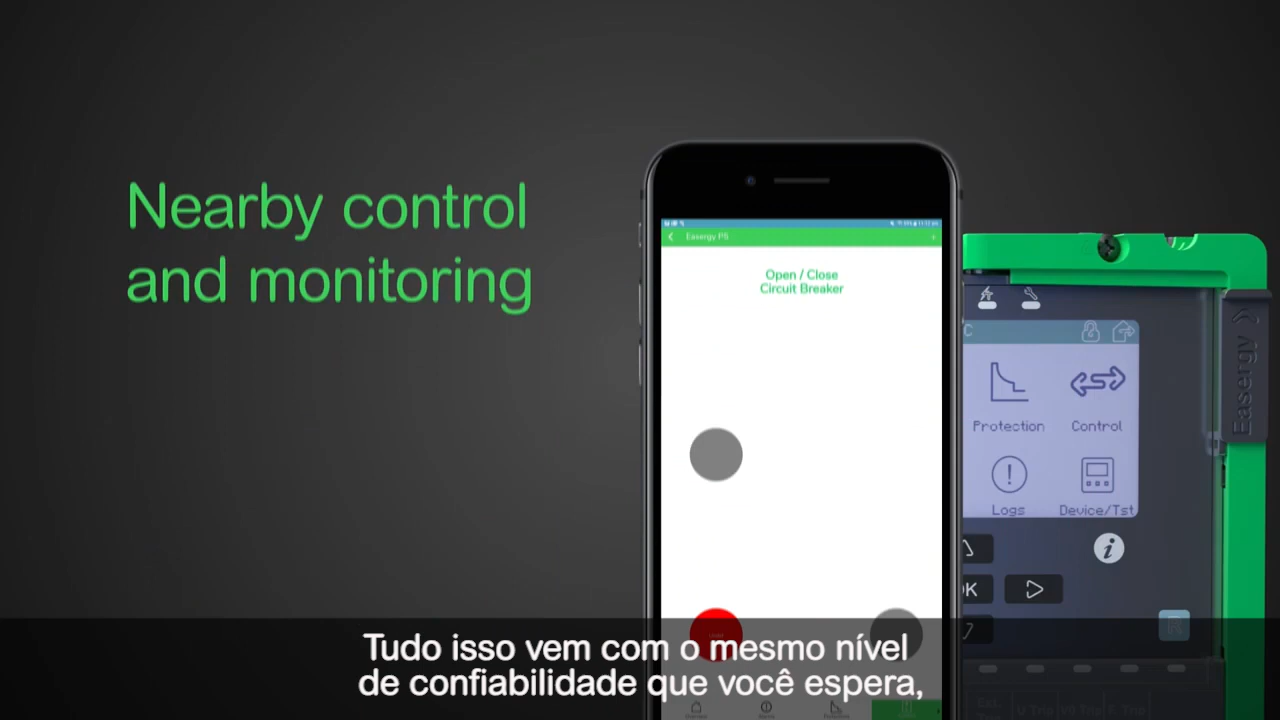 Nearby control
and monitoring
Easergy P5
Open / Close
Circuit Breaker
Protection
Control
Logs
Device/Tst
OK
Easergy
Tudo isso vem com o mesmo nível
de confiabilidade que você espera,